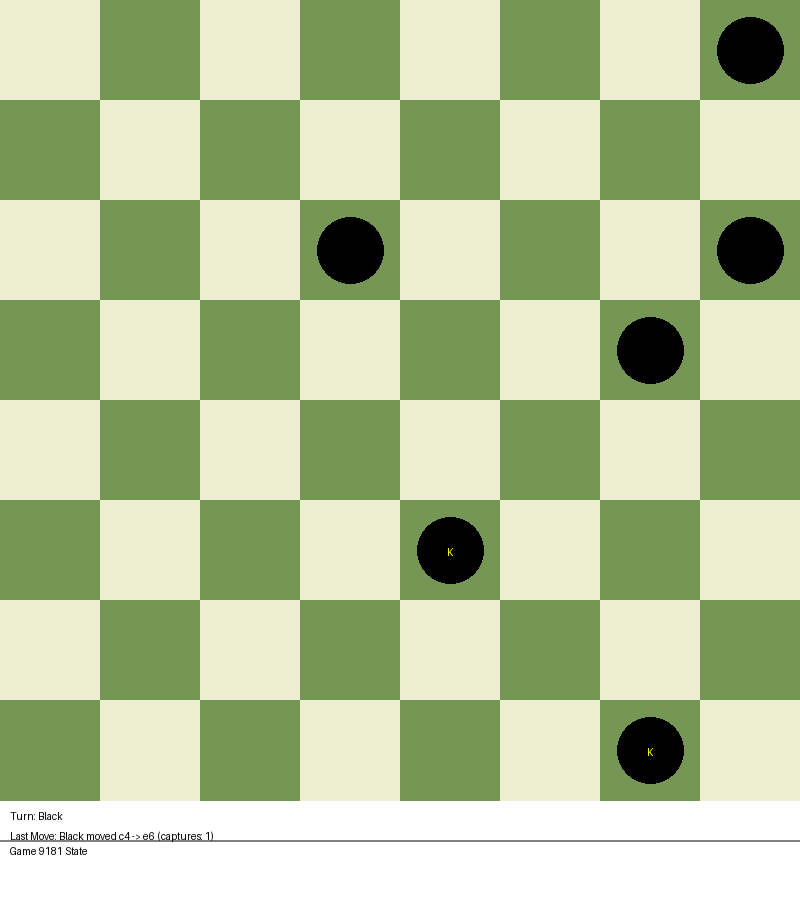 K
K
Turn: Black
Last Move: Black moved c4 -> e6 (captures: 1)
Game 9181 State